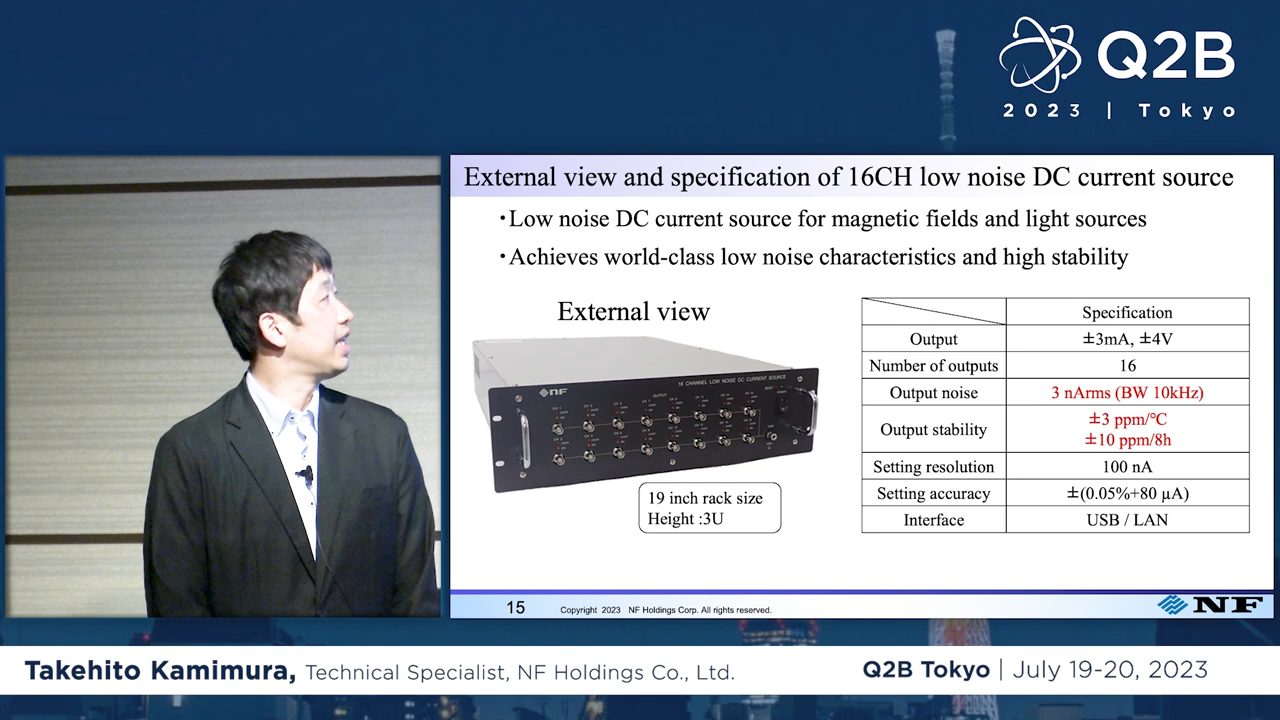 Q2B
2023 | Tokyo
External view and specification of 16CH low noise DC current source
・Low noise DC current source for magnetic fields and light sources
・Achieves world-class low noise characteristics and high stability
External view
NF
16 CHANNEL LOW NOISE DC CURRENT SOURCE
OUTPUT
19 inch rack size
Height :3U
Specification
Output ±3mA, ±4V
Number of outputs 16
Output noise 3 nArms (BW 10kHz)
Output stability ±3 ppm/℃
±10 ppm/8h
Setting resolution 100 nA
Setting accuracy ±(0.05%+80 µA)
Interface USB / LAN
15
Copyright 2023 NF Holdings Corp. All rights reserved.
NF
Takehito Kamimura, Technical Specialist, NF Holdings Co., Ltd.
Q2B Tokyo | July 19-20, 2023